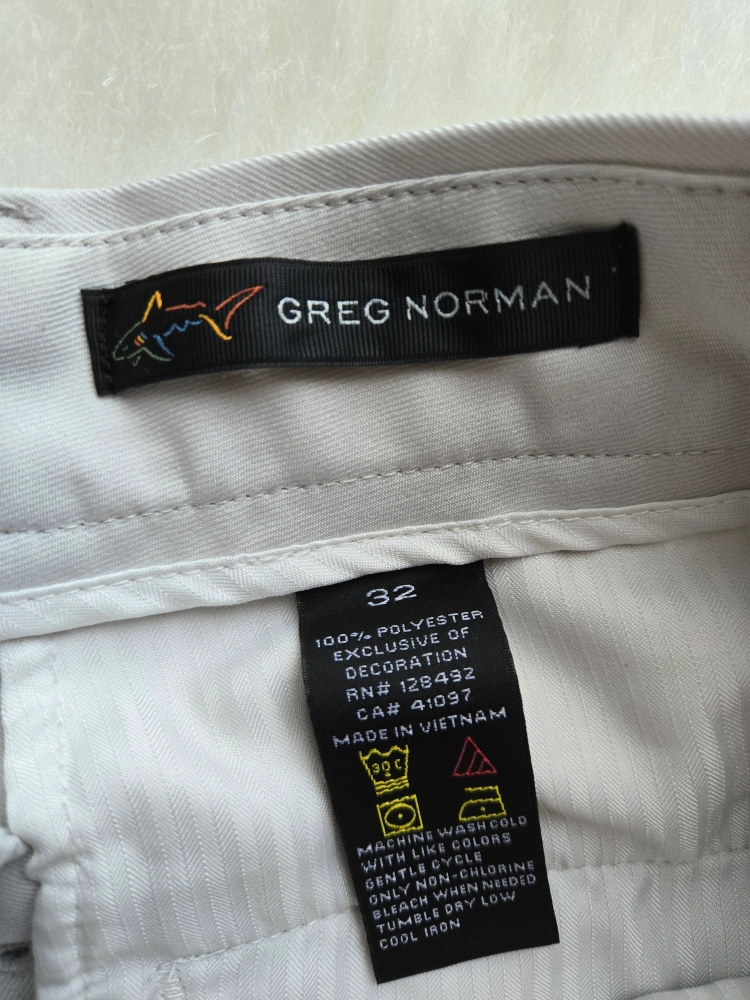 GREG NORMAN
32
100% POLYESTER
EXCLUSIVE OF
DECORATION
RN# 128492
CA# 41097
MADE IN VIETNAM
30C
MACHINE WASH COLD
WITH LIKE COLORS
GENTLE CYCLE
ONLY NON-CHLORINE
BLEACH WHEN NEEDED
TUMBLE DRY LOW
COOL IRON